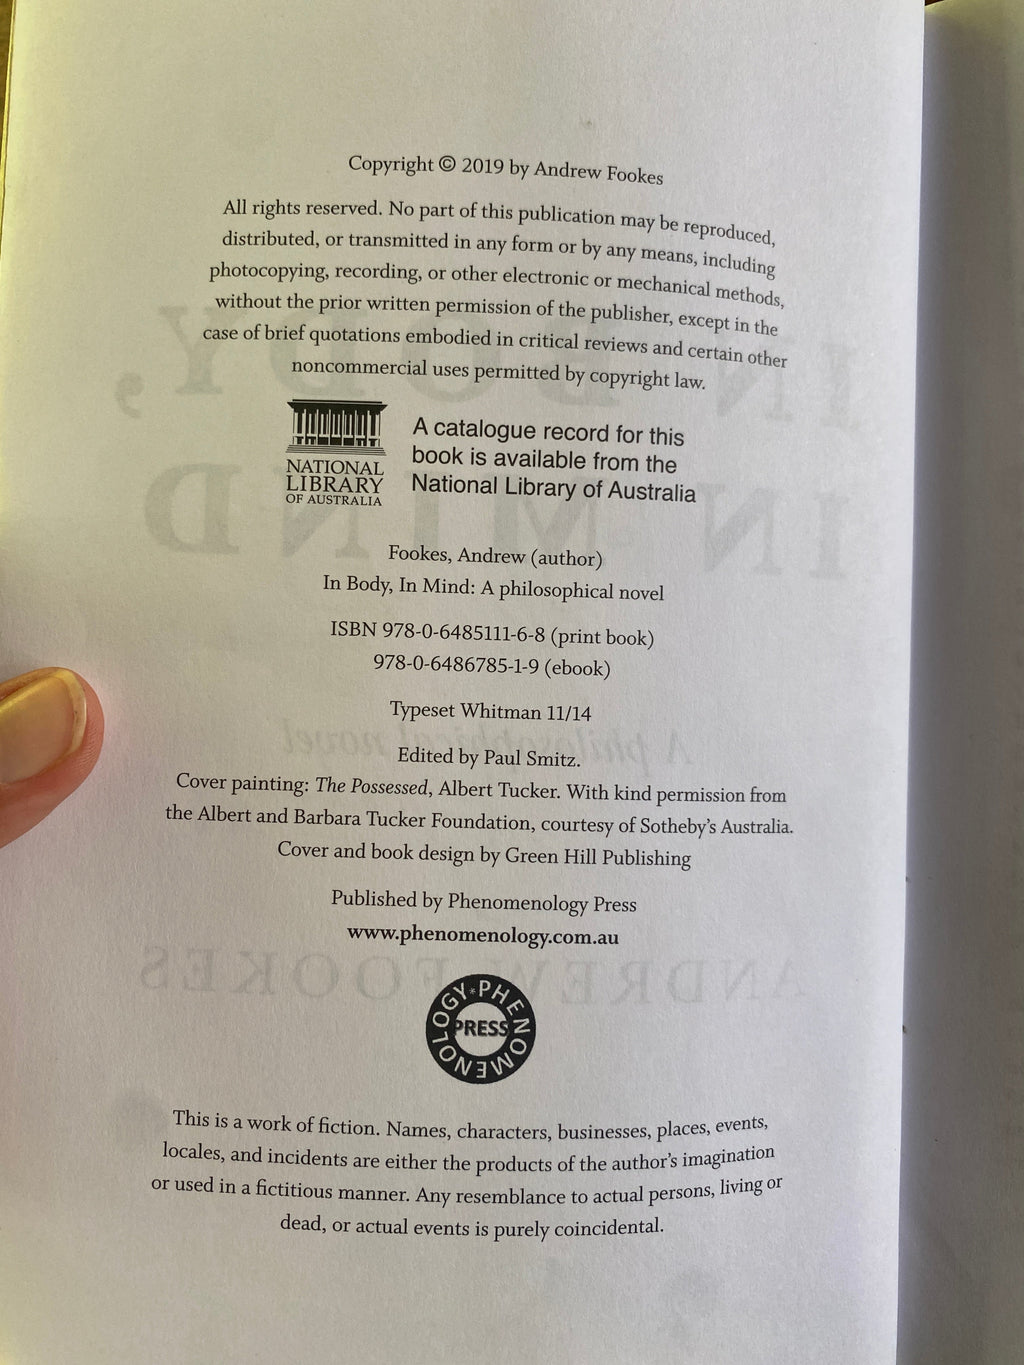 Copyright © 2019 by Andrew Fookes
All rights reserved. No part of this publication may be reproduced,
distributed, or transmitted in any form or by any means, including
photocopying, recording, or other electronic or mechanical methods,
without the prior written permission of the publisher, except in the
case of brief quotations embodied in critical reviews and certain other
noncommercial uses permitted by copyright law.
NATIONAL
LIBRARY
OF AUSTRALIA
A catalogue record for this
book is available from the
National Library of Australia
Fookes, Andrew (author)
In Body, In Mind: A philosophical novel
ISBN 978-0-6485111-6-8 (print book)
978-0-6486785-1-9 (ebook)
Typeset Whitman 11/14
Edited by Paul Smitz.
Cover painting: The Possessed, Albert Tucker. With kind permission from
the Albert and Barbara Tucker Foundation, courtesy of Sotheby's Australia.
Cover and book design by Green Hill Publishing
Published by Phenomenology Press
www.phenomenology.com.au
PHENOMENOLOGY
PRESS
This is a work of fiction. Names, characters, businesses, places, events,
locales, and incidents are either the products of the author's imagination
or used in a fictitious manner. Any resemblance to actual persons, living or
dead, or actual events is purely coincidental.
IN BODY,
IN MIND
A philosophical novel
ANDREW FOOKES